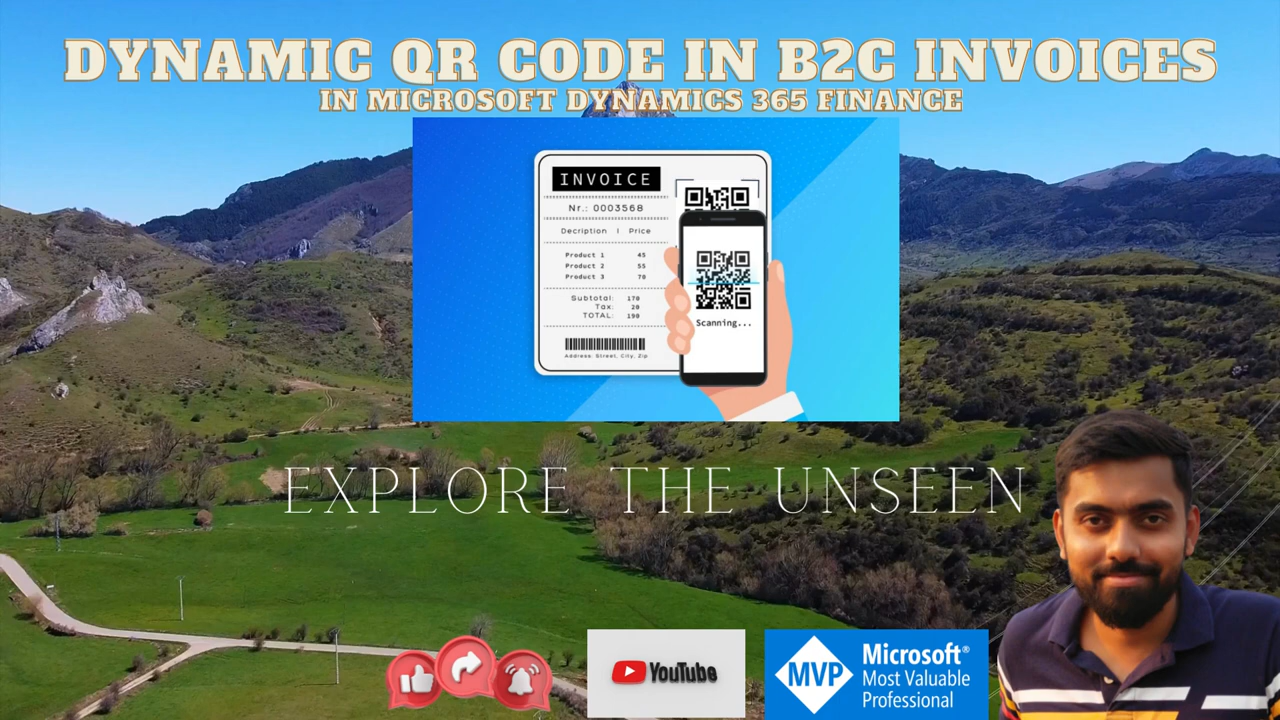 DYNAMIC QR CODE IN B2C INVOICES
IN MICROSOFT DYNAMICS 365 FINANCE
INVOICE
Nr.: 0003568
Decription | Price
Product 1 45
Product 2 55
Product 3 70
Subtotal: 170
Tax: 20
TOTAL: 190
Address: Street, City, Zip
Scanning...
EXPLORE THE UNSEEN
YouTube
MVP
Microsoft®
Most Valuable
Professional